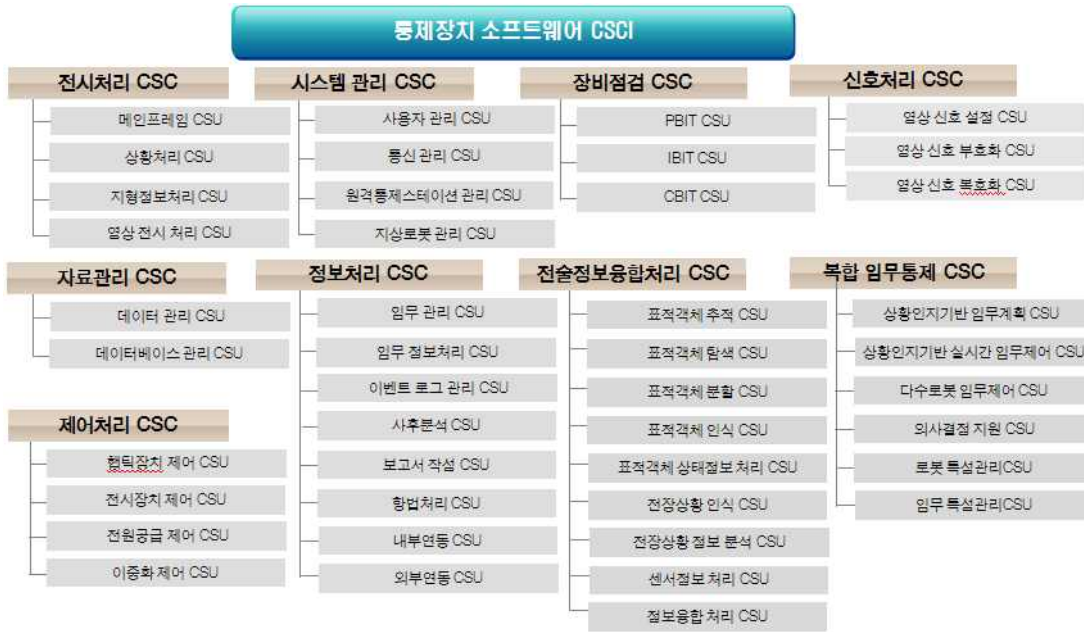 통제장치 소프트웨어 CSCI
전시처리 CSC
메인프레임 CSU
상황처리 CSU
지형정보처리 CSU
영상 전시 처리 CSU
시스템 관리 CSC
사용자 관리 CSU
통신 관리 CSU
원격통제스테이션 관리 CSU
지상로봇 관리 CSU
장비점검 CSC
PBIT CSU
IBIT CSU
CBIT CSU
신호처리 CSC
영상 신호 설정 CSU
영상 신호 부호화 CSU
영상 신호 복호화 CSU
자료관리 CSC
데이터 관리 CSU
데이터베이스 관리 CSU
제어처리 CSC
햅틱장치 제어 CSU
전시장치 제어 CSU
전원공급 제어 CSU
이중화 제어 CSU
정보처리 CSC
임무 관리 CSU
임무 정보처리 CSU
이벤트 로그 관리 CSU
사후분석 CSU
보고서 작성 CSU
항법처리 CSU
내부연동 CSU
외부연동 CSU
전술정보융합처리 CSC
표적객체 추적 CSU
표적객체 탐색 CSU
표적객체 분할 CSU
표적객체 인식 CSU
표적객체 상태정보 처리 CSU
전장상황 인식 CSU
전장상황 정보 분석 CSU
센서정보 처리 CSU
정보융합 처리 CSU
복합 임무통제 CSC
상황인지기반 임무계획 CSU
상황인지기반 실시간 임무제어 CSU
다수로봇 임무제어 CSU
의사결정 지원 CSU
로봇 특성관리CSU
임무 특성관리CSU